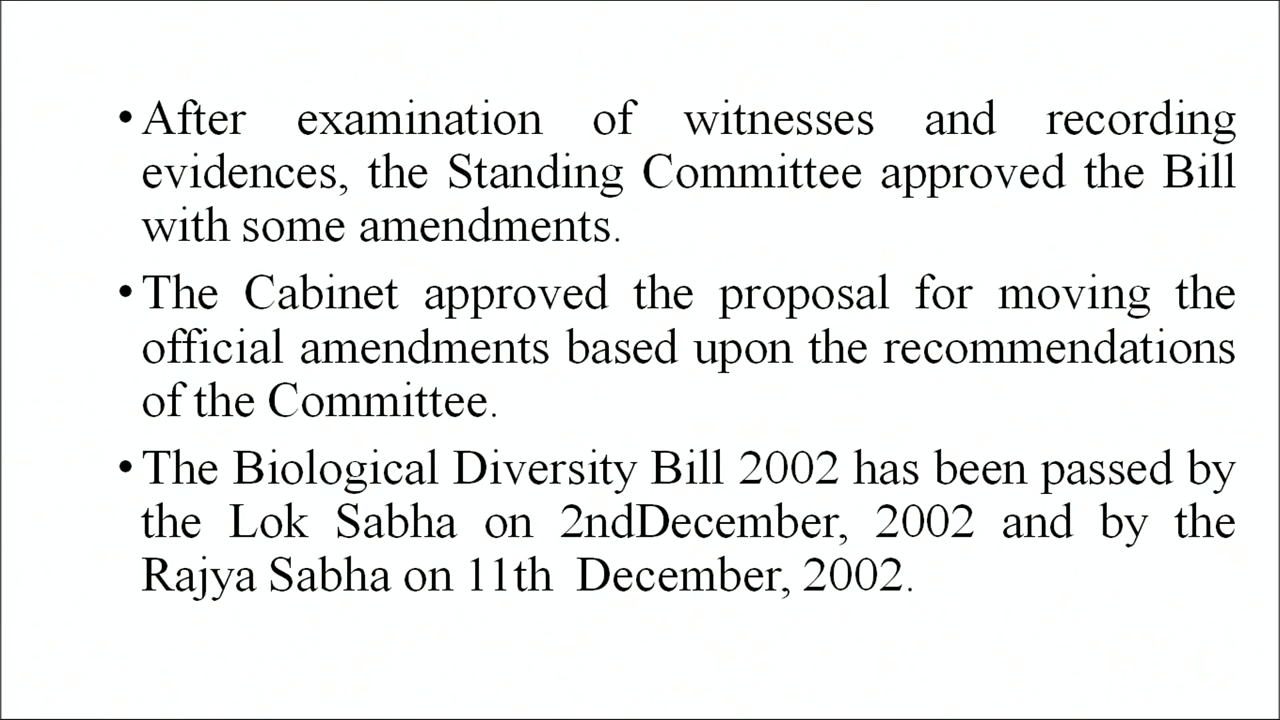 • After examination of witnesses and recording
evidences, the Standing Committee approved the Bill
with some amendments.
• The Cabinet approved the proposal for moving the
official amendments based upon the recommendations
of the Committee.
• The Biological Diversity Bill 2002 has been passed by
the Lok Sabha on 2ndDecember, 2002 and by the
Rajya Sabha on 11th December, 2002.